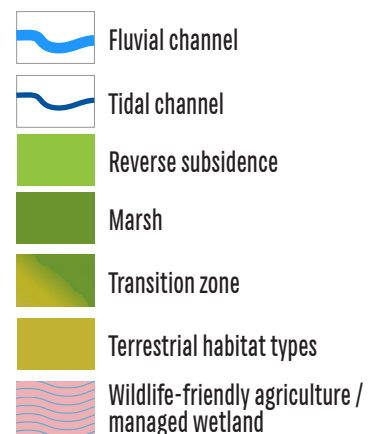 Fluvial channel
Tidal channel
Reverse subsidence
Marsh
Transition zone
Terrestrial habitat types
Wildlife-friendly agriculture /
managed wetland